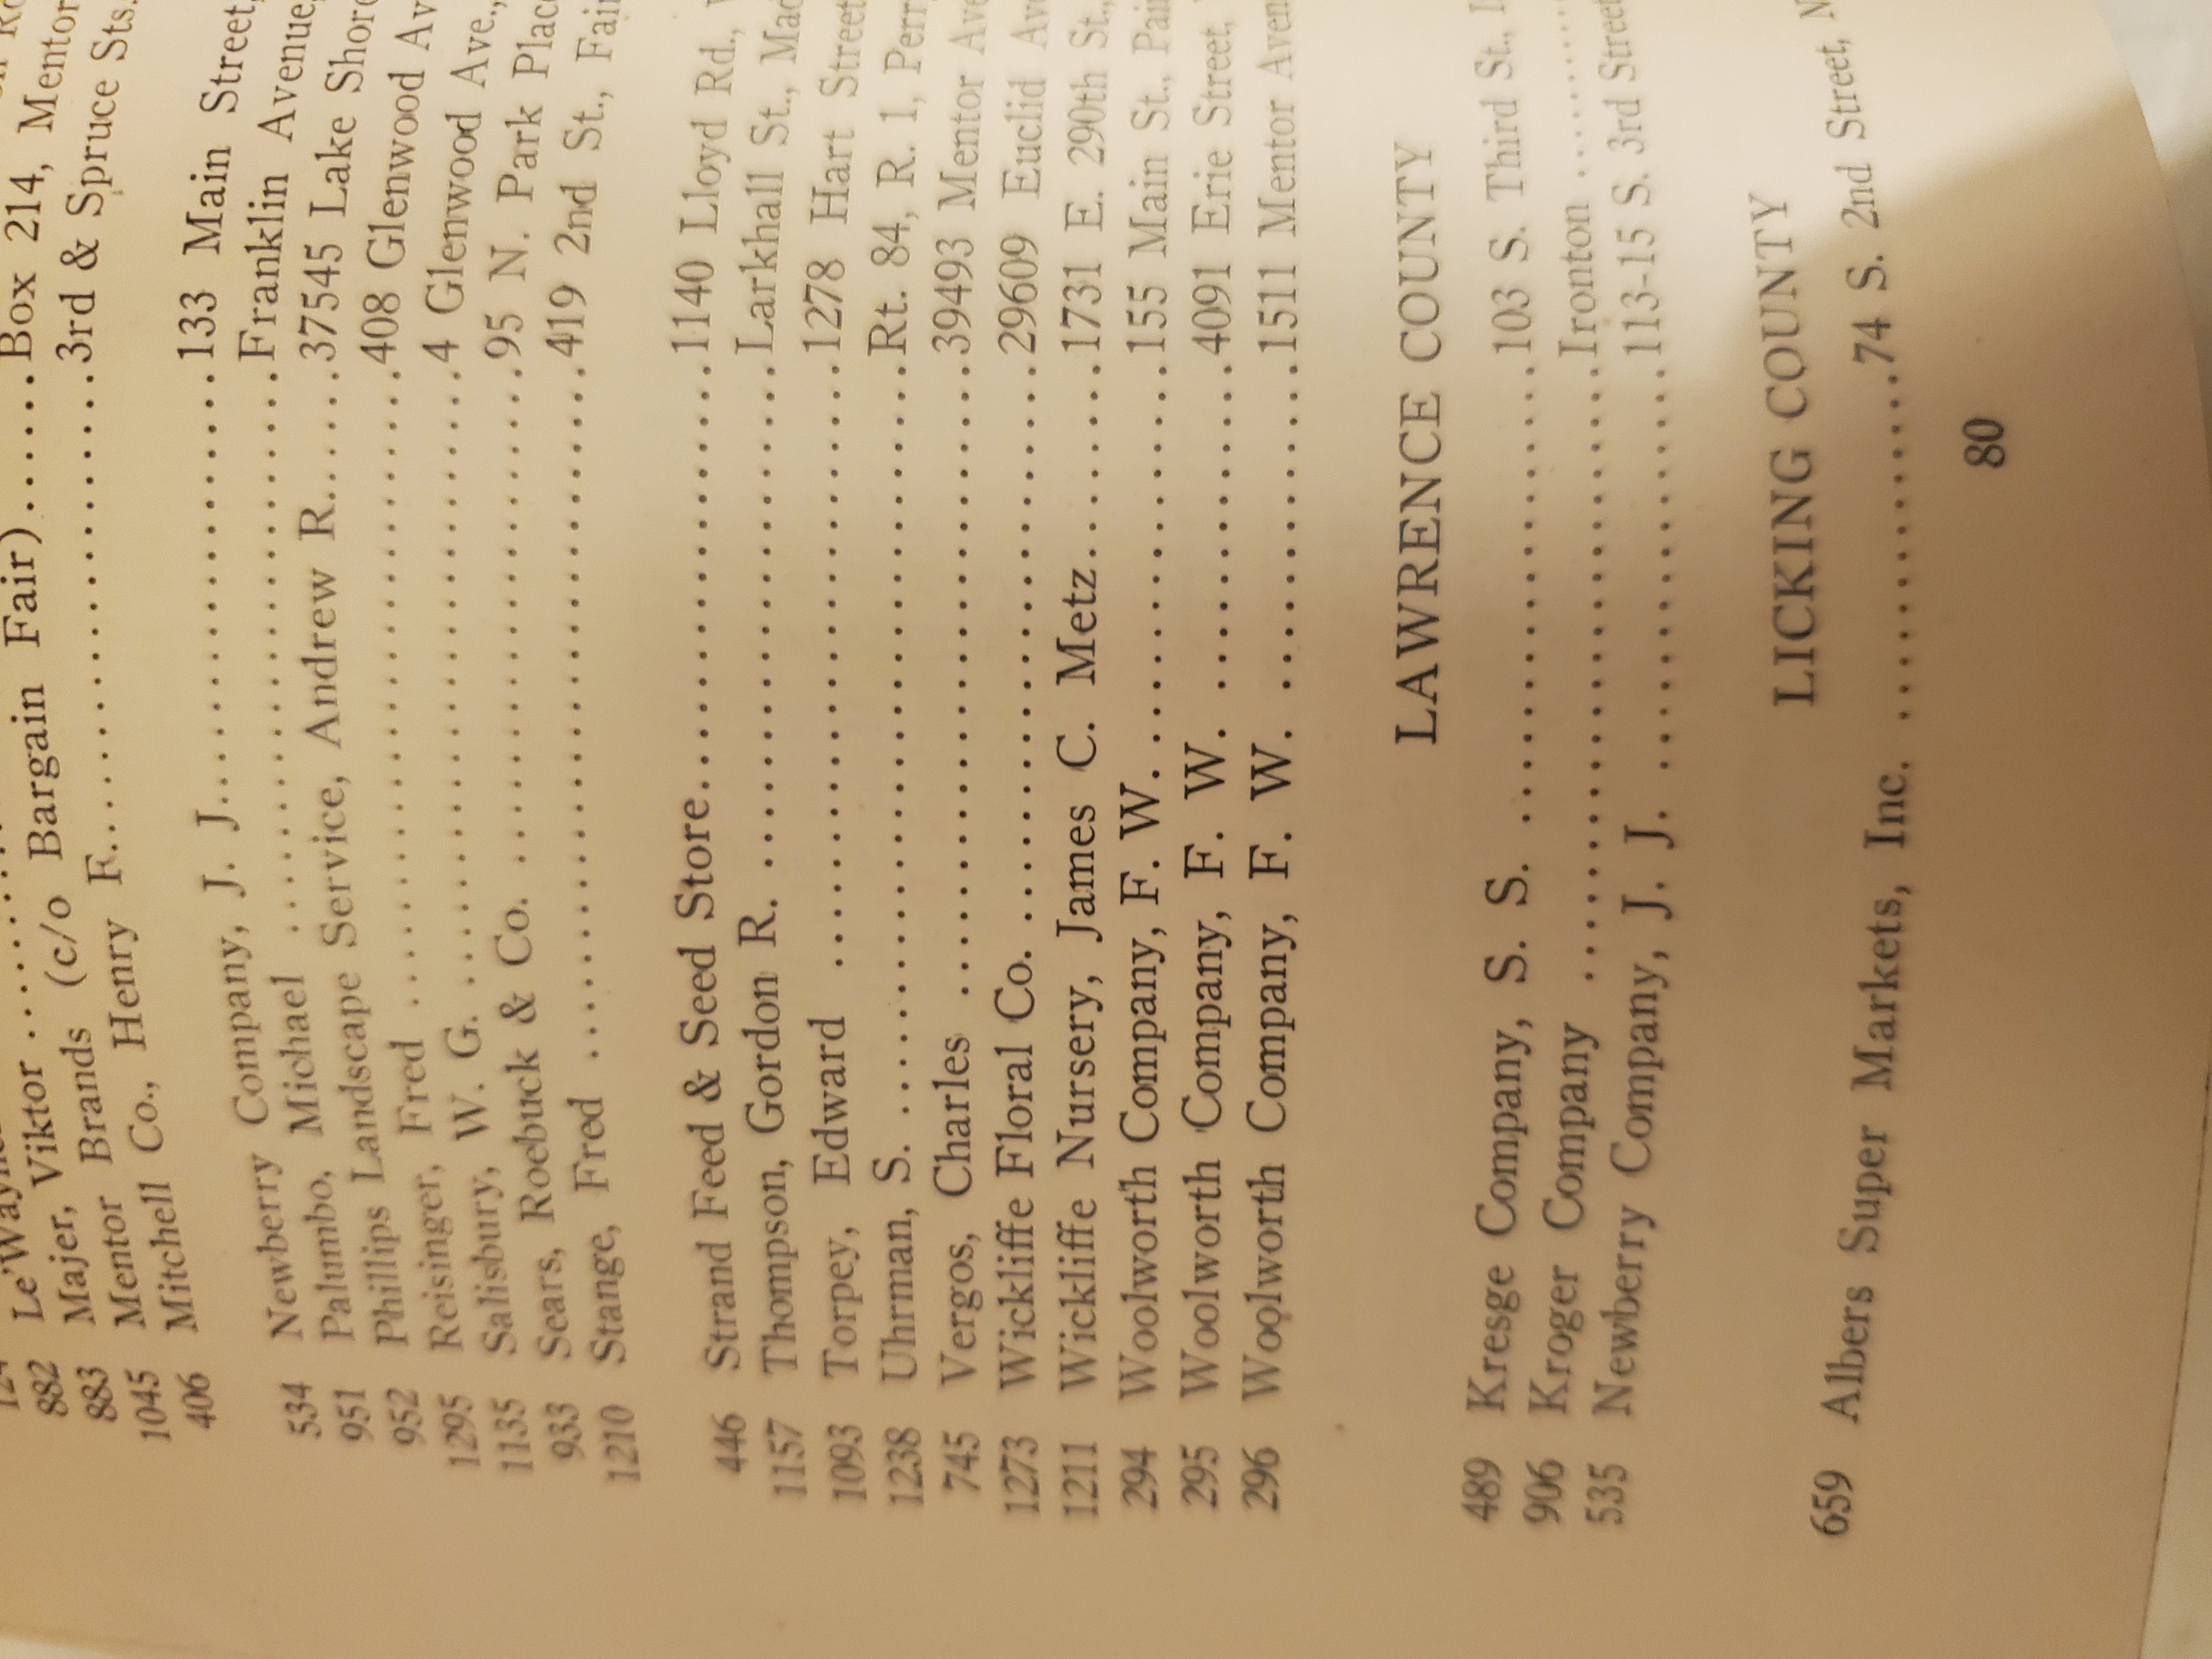 882 Le'Wayne
883 Majer, Viktor ......
1045 Mentor Brands (c/o Bargain Fair)......Box 214, Mentor
406 Mitchell Co., Henry F..........................3rd & Spruce Sts.
534 Newberry Company, J. J..........................133 Main Street,
951 Palumbo, Michael ..........................Franklin Avenue,
952 Phillips Landscape Service, Andrew R.....37545 Lake Shore
1295 Reisinger, Fred ..........................408 Glenwood Av
1135 Salisbury, W. G. ..........................4 Glenwood Ave.,
933 Sears, Roebuck & Co. ..........................95 N. Park Place
1210 Stange, Fred ..........................419 2nd St., Fair
446 Strand Feed & Seed Store..........................1140 Lloyd Rd.,
1157 Thompson, Gordon R. ..........................Larkhall St., Mad
1093 Torpey, Edward ..........................1278 Hart Street
1238 Uhrman, S. ..........................Rt. 84, R. 1, Perry
745 Vergos, Charles ..........................39493 Mentor Ave
1273 Wickliffe Floral Co. ..........................29609 Euclid Ave
1211 Wickliffe Nursery, James C. Metz..........1731 E. 290th St.,
294 Woolworth Company, F. W..........................155 Main St., Pain
295 Woolworth Company, F. W. ..................4091 Erie Street,
296 Woolworth Company, F. W. ..................1511 Mentor Aven
LAWRENCE COUNTY
489 Kresge Company, S. S. ..........................103 S. Third St., I
906 Kroger Company ..........................Ironton ..........
535 Newberry Company, J. J. ..................113-15 S. 3rd Street
LICKING COUNTY
659 Albers Super Markets, Inc. ..................74 S. 2nd Street, N
80